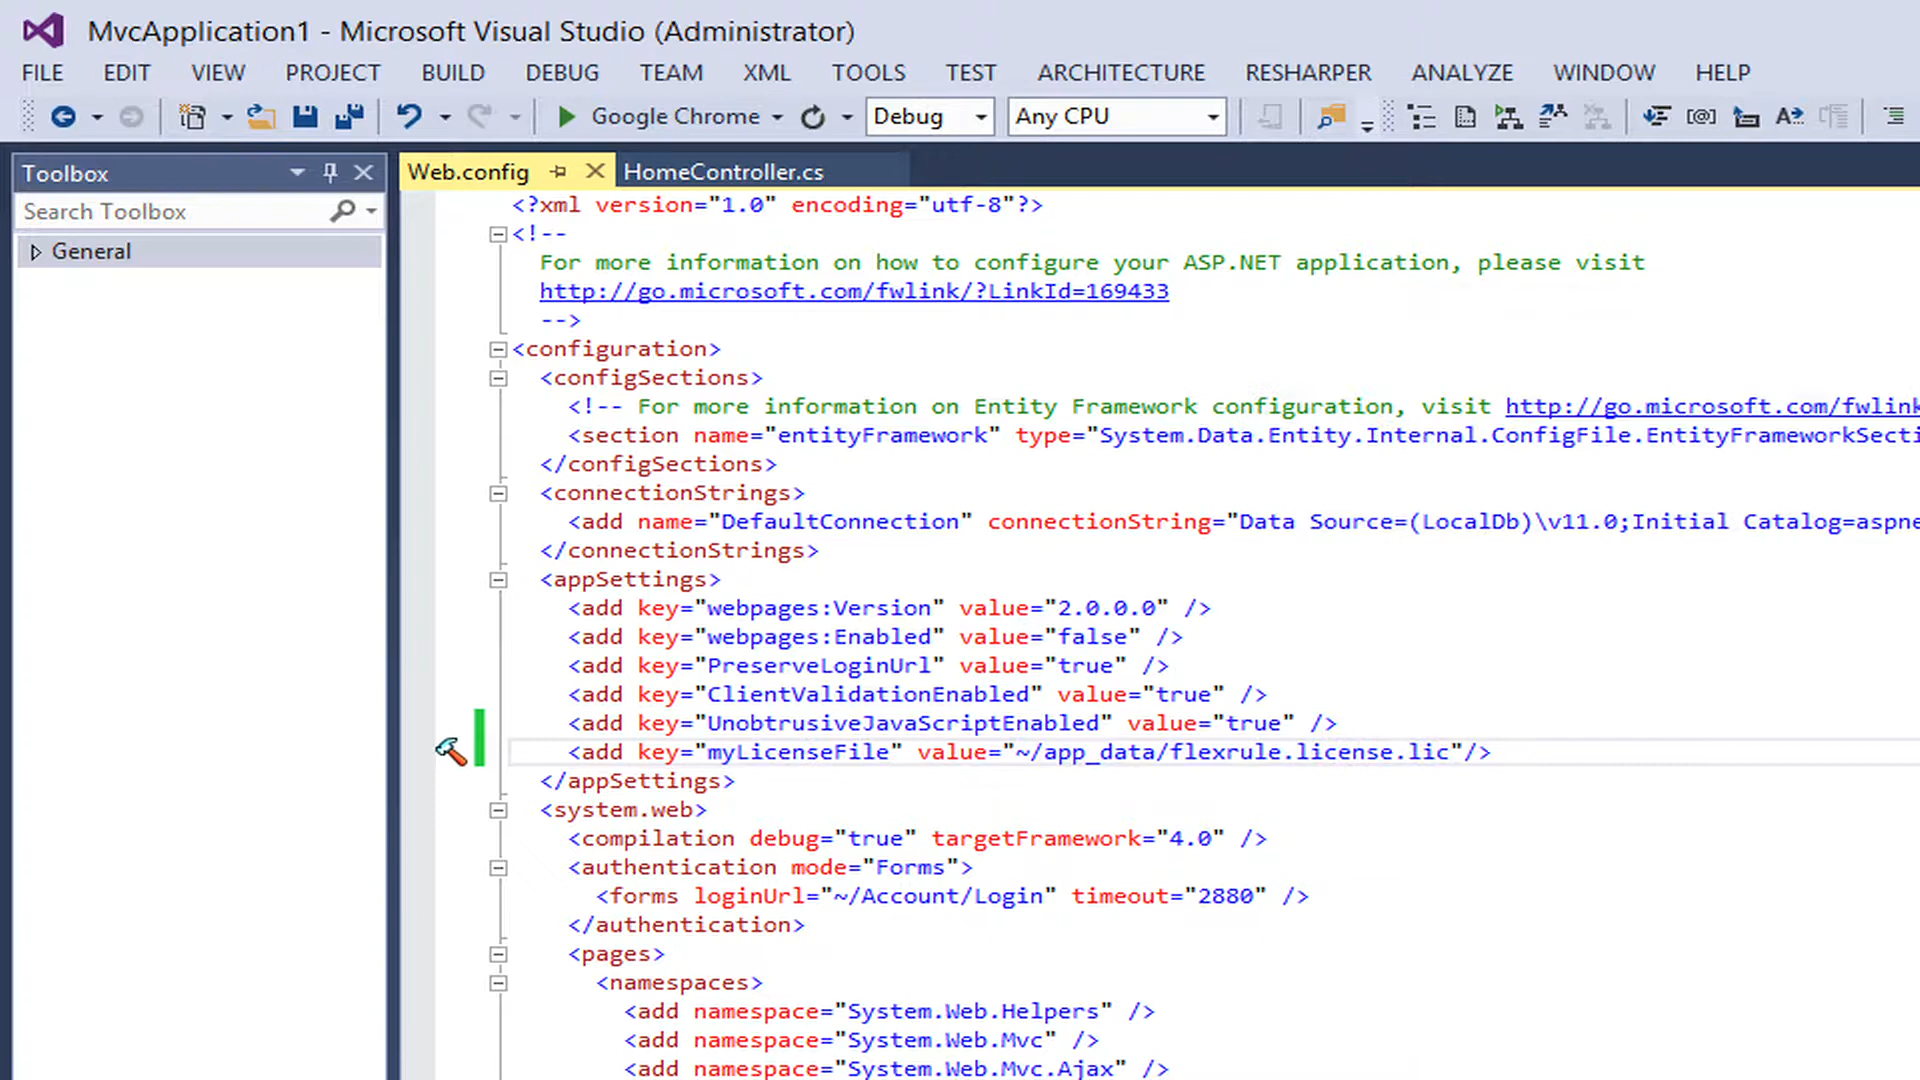 MvcApplication1 - Microsoft Visual Studio (Administrator)
FILE EDIT VIEW PROJECT BUILD DEBUG TEAM XML TOOLS TEST ARCHITECTURE RESHARPER ANALYZE WINDOW HELP
Google Chrome Debug Any CPU
Toolbox
Search Toolbox
General
Web.config HomeController.cs
<?xml version="1.0" encoding="utf-8"?>
<!--
For more information on how to configure your ASP.NET application, please visit
http://go.microsoft.com/fwlink/?LinkId=169433
-->
<configuration>
<configSections>
<!-- For more information on Entity Framework configuration, visit http://go.microsoft.com/fwlink
<section name="entityFramework" type="System.Data.Entity.Internal.ConfigFile.EntityFrameworkSecti
</configSections>
<connectionStrings>
<add name="DefaultConnection" connectionString="Data Source=(LocalDb)\v11.0;Initial Catalog=aspne
</connectionStrings>
<appSettings>
<add key="webpages:Version" value="2.0.0.0" />
<add key="webpages:Enabled" value="false" />
<add key="PreserveLoginUrl" value="true" />
<add key="ClientValidationEnabled" value="true" />
<add key="UnobtrusiveJavaScriptEnabled" value="true" />
<add key="myLicenseFile" value="~/app_data/flexrule.license.lic"/>
</appSettings>
<system.web>
<compilation debug="true" targetFramework="4.0" />
<authentication mode="Forms">
<forms loginUrl="~/Account/Login" timeout="2880" />
</authentication>
<pages>
<namespaces>
<add namespace="System.Web.Helpers" />
<add namespace="System.Web.Mvc" />
<add namespace="System.Web.Mvc.Ajax" />